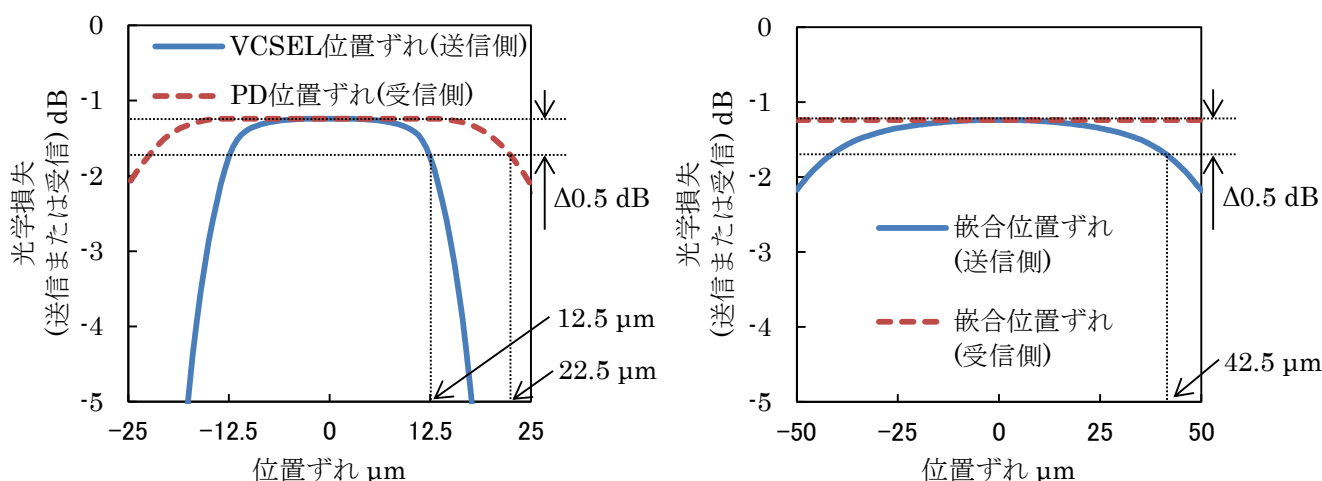 0
-1
-2
-3
-4
-5
光学損失
(送信または受信) dB
VCSEL位置ずれ(送信側)
PD位置ずれ(受信側)
Δ0.5 dB
12.5 µm
22.5 µm
−25
−12.5
0
12.5
25
位置ずれ µm
0
-1
-2
-3
-4
-5
光学損失
(送信または受信) dB
Δ0.5 dB
嵌合位置ずれ
(送信側)
嵌合位置ずれ
(受信側)
42.5 µm
−50
−25
0
25
50
位置ずれ µm